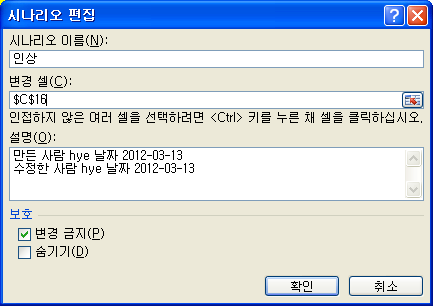 시나리오 편집
시나리오 이름(N):
인상
변경 셀(C):
$C$16
인접하지 않은 여러 셀을 선택하려면 <Ctrl> 키를 누른 채 셀을 클릭하십시오.
설명(O):
만든 사람 hye 날짜 2012-03-13
수정한 사람 hye 날짜 2012-03-13
보호
변경 금지(P)
숨기기(D)
확인
취소